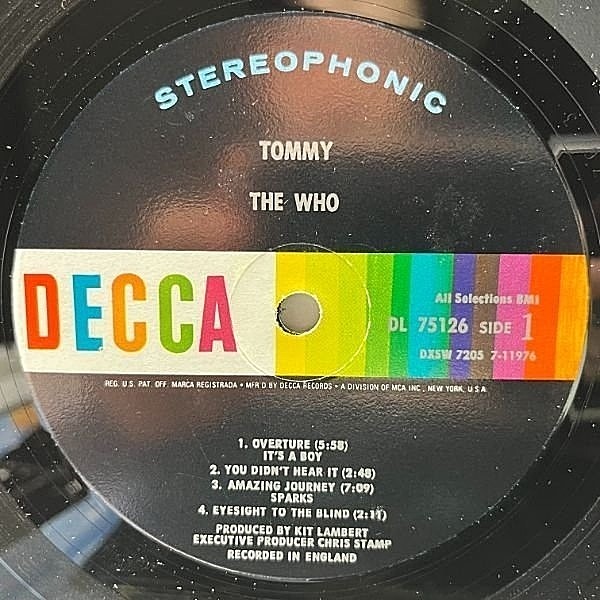 STEREOPHONIC
TOMMY
THE WHO
DECCA
All Selections BMI
DL 75126 SIDE 1
DXSW 7205 7-11976
REG. U.S. PAT. OFF. MARCA REGISTRADA • MFR'D BY DECCA RECORDS • A DIVISION OF MCA INC., NEW YORK, U.S.A.
1. OVERTURE (5:58)
IT'S A BOY
2. YOU DIDN'T HEAR IT (2:48)
3. AMAZING JOURNEY (7:09)
SPARKS
4. EYESIGHT TO THE BLIND (2:11)
PRODUCED BY KIT LAMBERT
EXECUTIVE PRODUCER CHRIS STAMP
RECORDED IN ENGLAND